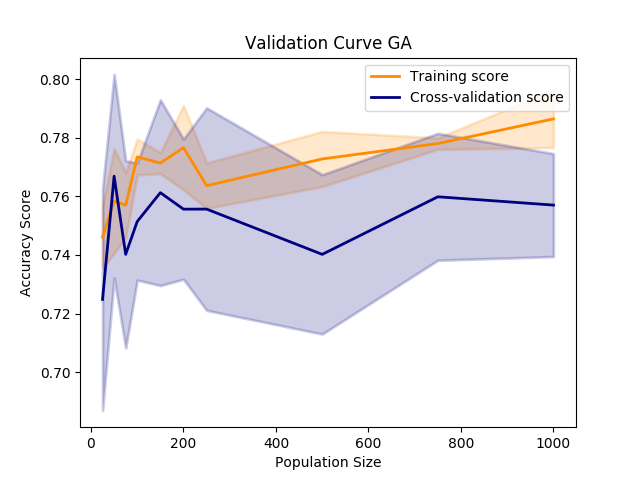 Validation Curve GA
Training score
Cross-validation score
0.80
0.78
0.76
0.74
0.72
0.70
Accuracy Score
0 200 400 600 800 1000
Population Size